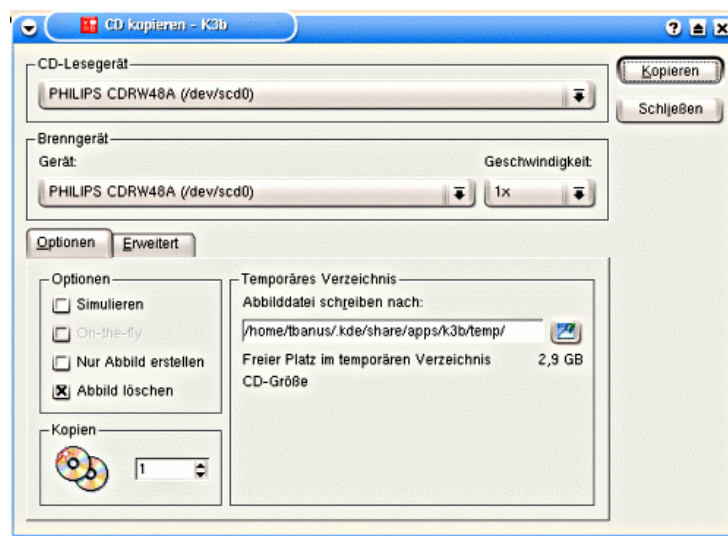 CD kopieren - K3b
CD-Lesegerät
PHILIPS CDRW48A (/dev/scd0)
Kopieren
Schließen
Brenngerät
Gerät:
Geschwindigkeit:
PHILIPS CDRW48A (/dev/scd0)
1x
Optionen
Erweitert
Optionen
Simulieren
On-the-fly
Nur Abbild erstellen
Abbild löschen
Temporäres Verzeichnis
Abbilddatei schreiben nach:
/home/tbanus/.kde/share/apps/k3b/temp/
Freier Platz im temporären Verzeichnis 2,9 GB
CD-Größe
Kopien
1